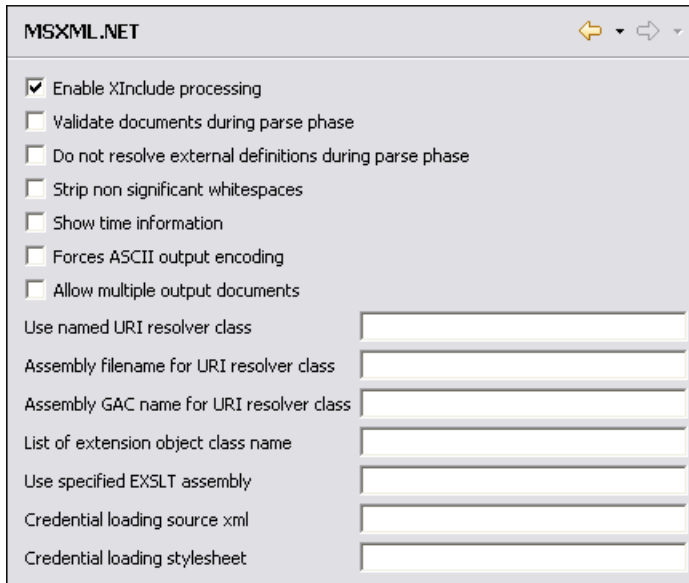 MSXML.NET
Enable XInclude processing
Validate documents during parse phase
Do not resolve external definitions during parse phase
Strip non significant whitespaces
Show time information
Forces ASCII output encoding
Allow multiple output documents
Use named URI resolver class
Assembly filename for URI resolver class
Assembly GAC name for URI resolver class
List of extension object class name
Use specified EXSLT assembly
Credential loading source xml
Credential loading stylesheet